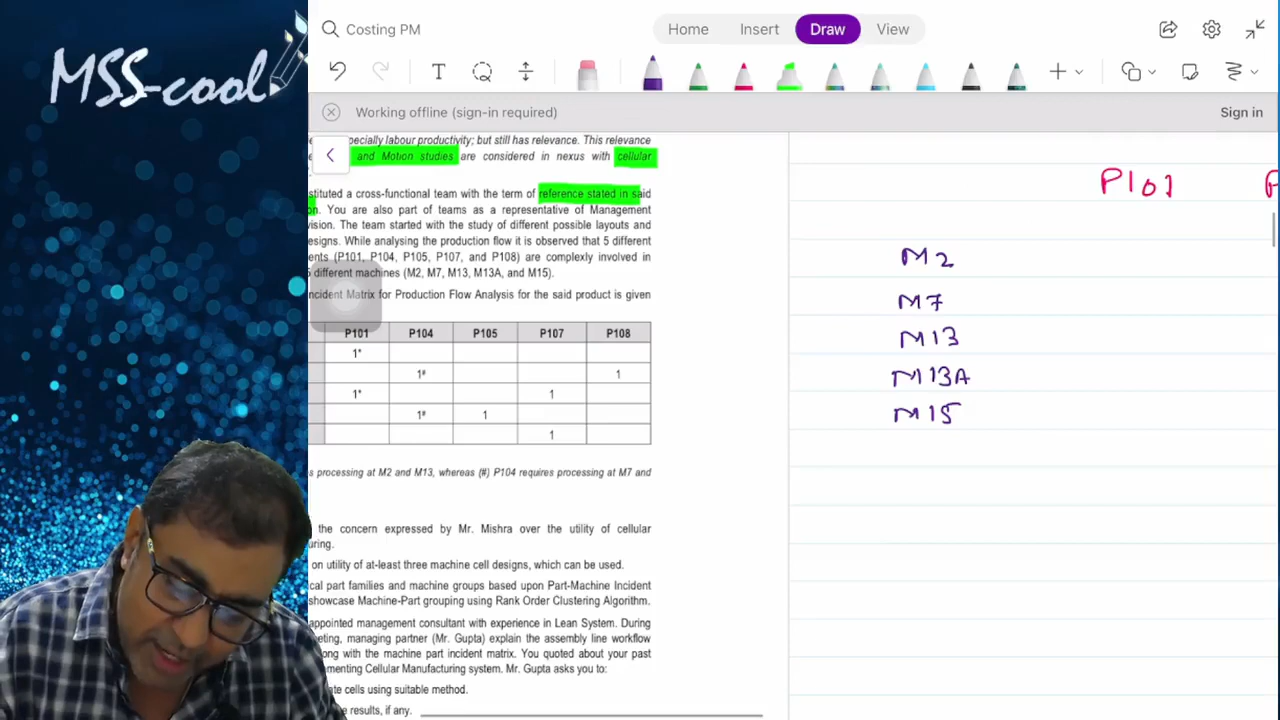 MSS-cool
Costing PM
Home Insert Draw View
Working offline (sign-in required)
Sign in
pecially labour productivity; but still has relevance. This relevance
and Motion studies are considered in nexus with cellular
stituted a cross-functional team with the term of reference stated in said
on. You are also part of teams as a representative of Management
vision. The team started with the study of different possible layouts and
esigns. While analysing the production flow it is observed that 5 different
ents (P101, P104, P105, P107, and P108) are complexly involved in
5 different machines (M2, M7, M13, M13A, and M15).
Incident Matrix for Production Flow Analysis for the said product is given
P101 P104 P105 P107 P108
1*
1# 1
1* 1
1# 1
1
s processing at M2 and M13, whereas (#) P104 requires processing at M7 and
the concern expressed by Mr. Mishra over the utility of cellular
uring.
on utility of at-least three machine cell designs, which can be used.
ical part families and machine groups based upon Part-Machine Incident
showcase Machine-Part grouping using Rank Order Clustering Algorithm.
appointed management consultant with experience in Lean System. During
eting, managing partner (Mr. Gupta) explain the assembly line workflow
ong with the machine part incident matrix. You quoted about your past
ementing Cellular Manufacturing system. Mr. Gupta asks you to:
ate cells using suitable method.
e results, if any.
P101 P
M2
M7
M13
M13A
M15